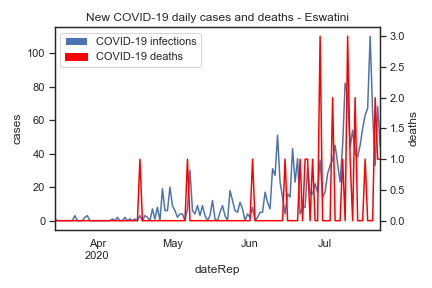 New COVID-19 daily cases and deaths - Eswatini
COVID-19 infections
COVID-19 deaths
100
80
60
40
20
0
cases
3.0
2.5
2.0
1.5
1.0
0.5
0.0
deaths
Apr May Jun Jul
2020
dateRep